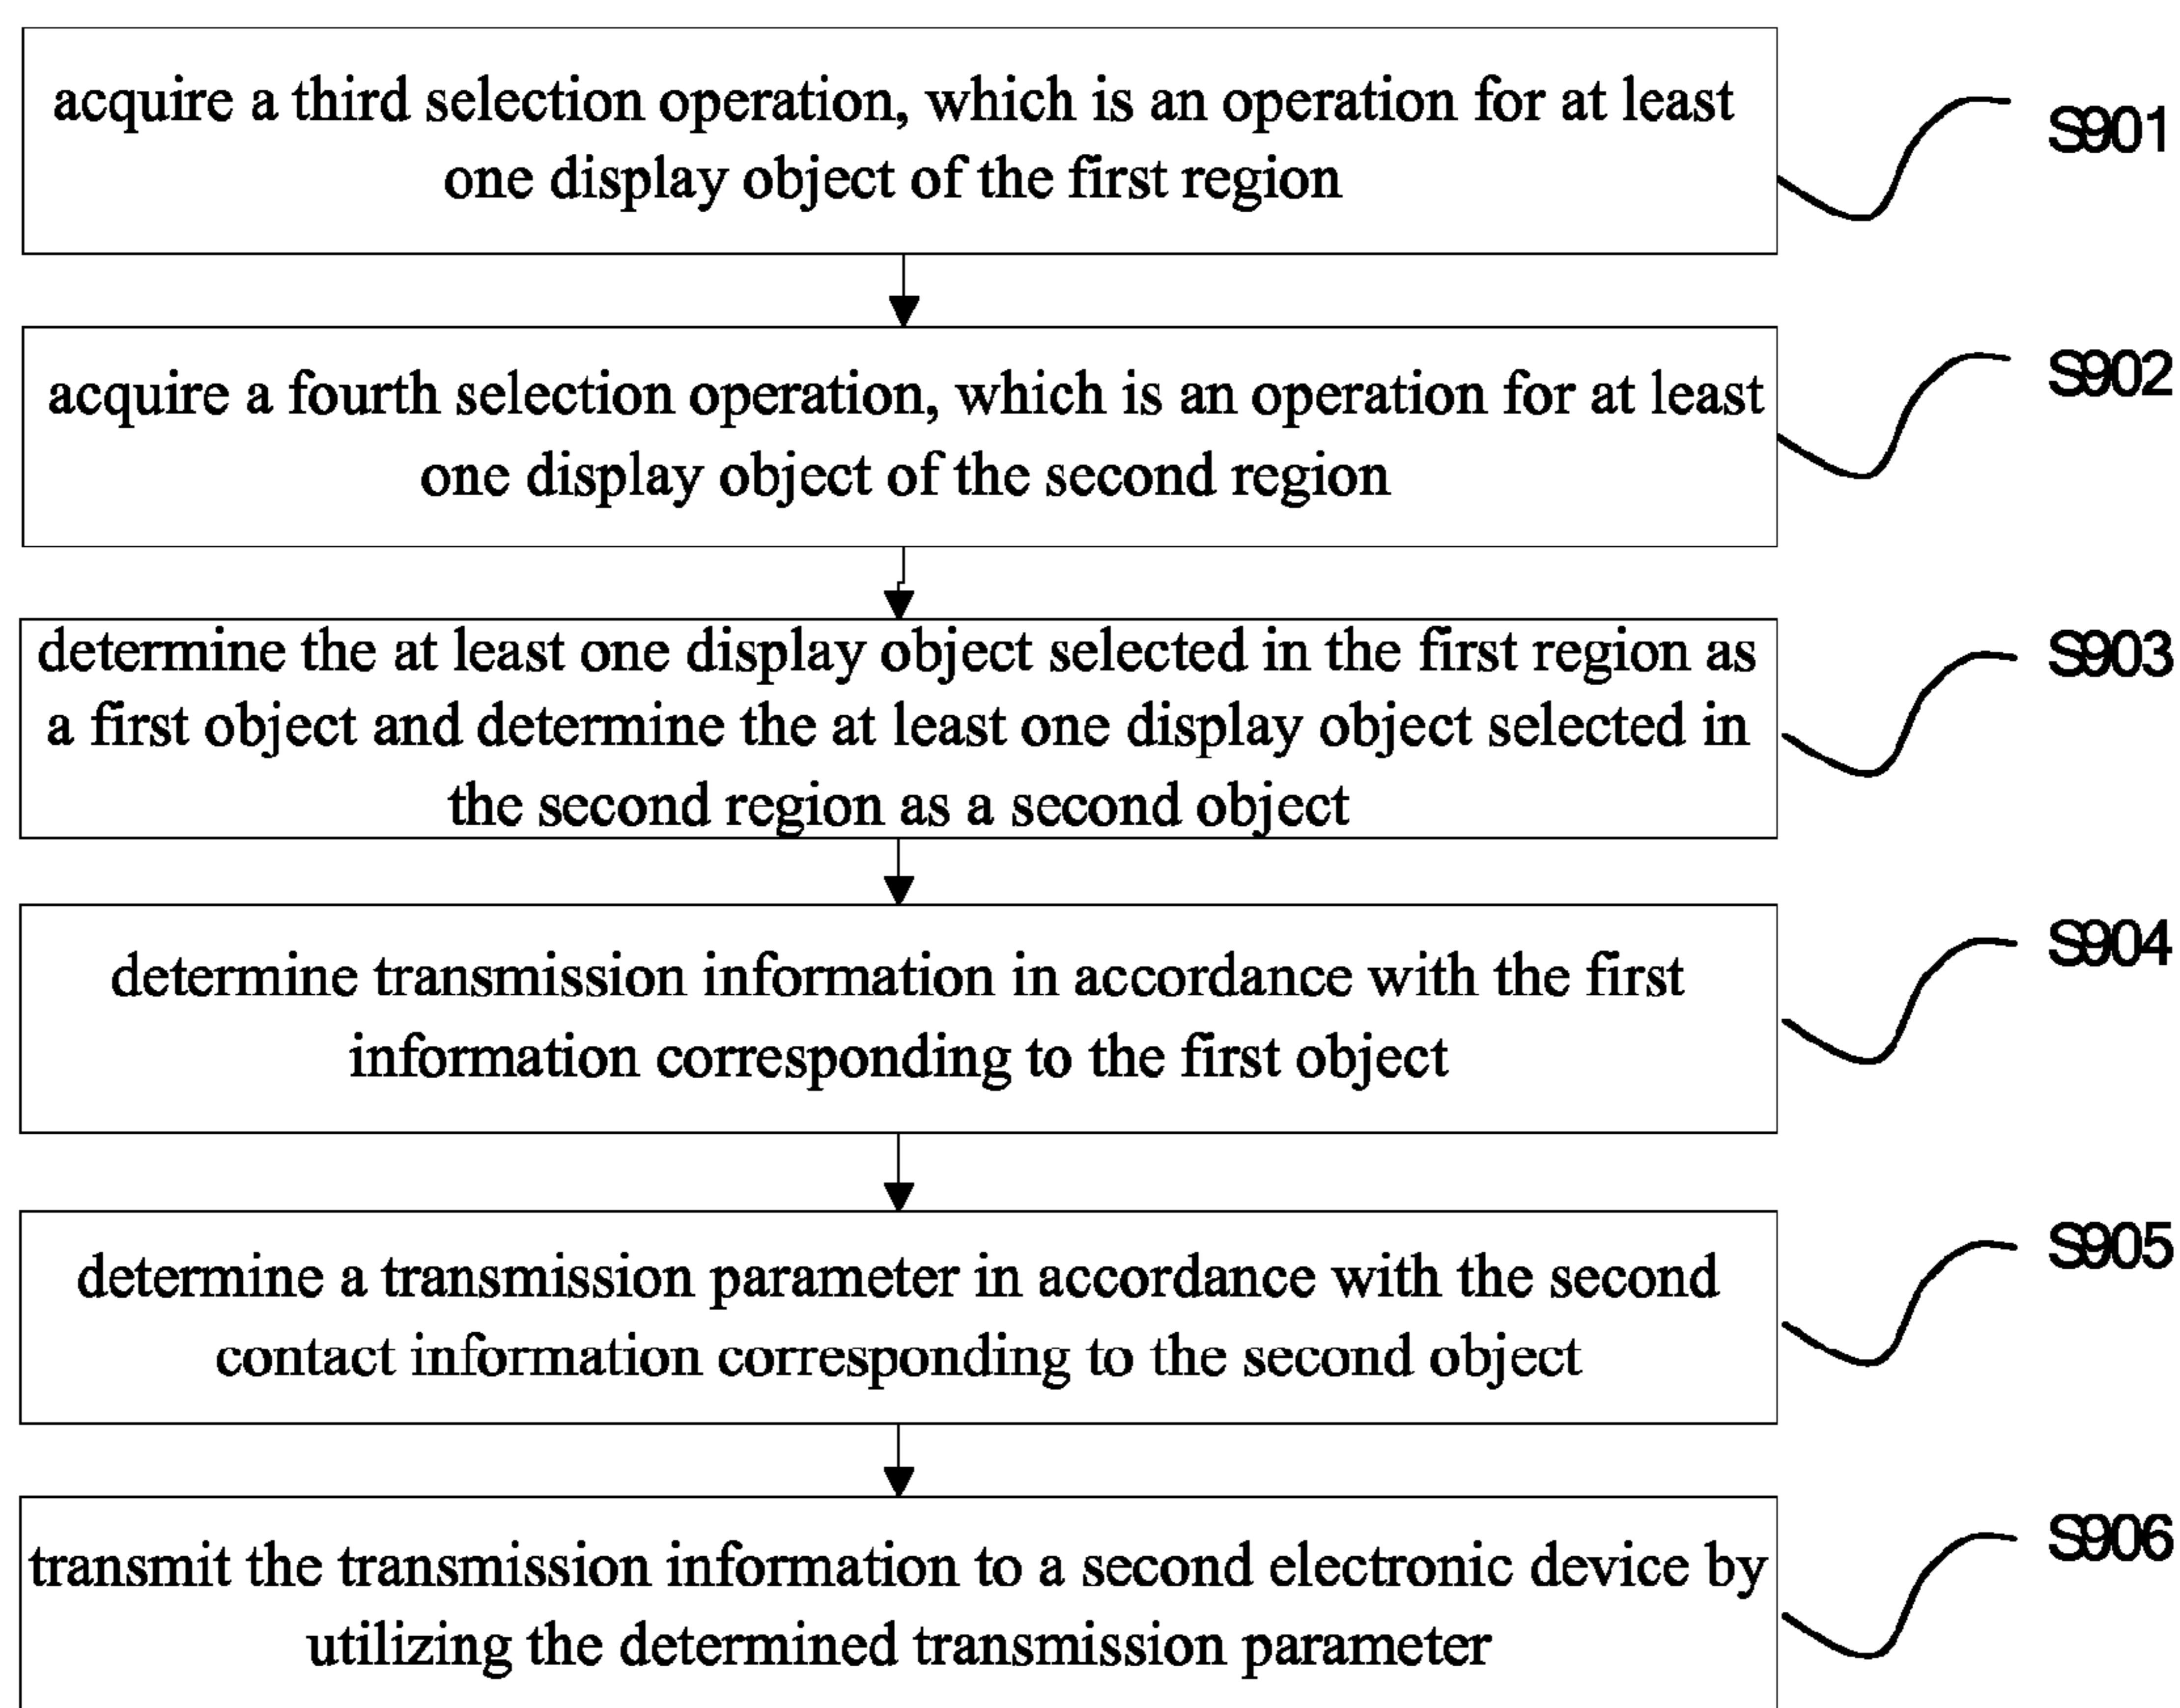 acquire a third selection operation, which is an operation for at least
one display object of the first region
S901
acquire a fourth selection operation, which is an operation for at least
one display object of the second region
S902
determine the at least one display object selected in the first region as
a first object and determine the at least one display object selected in
the second region as a second object
S903
determine transmission information in accordance with the first
information corresponding to the first object
S904
determine a transmission parameter in accordance with the second
contact information corresponding to the second object
S905
transmit the transmission information to a second electronic device by
utilizing the determined transmission parameter
S906